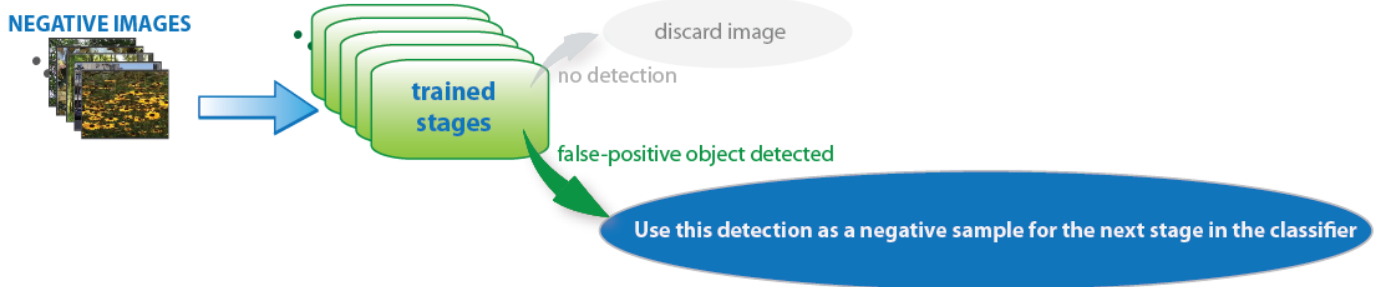 NEGATIVE IMAGES
discard image
no detection
trained
stages
false-positive object detected
Use this detection as a negative sample for the next stage in the classifier